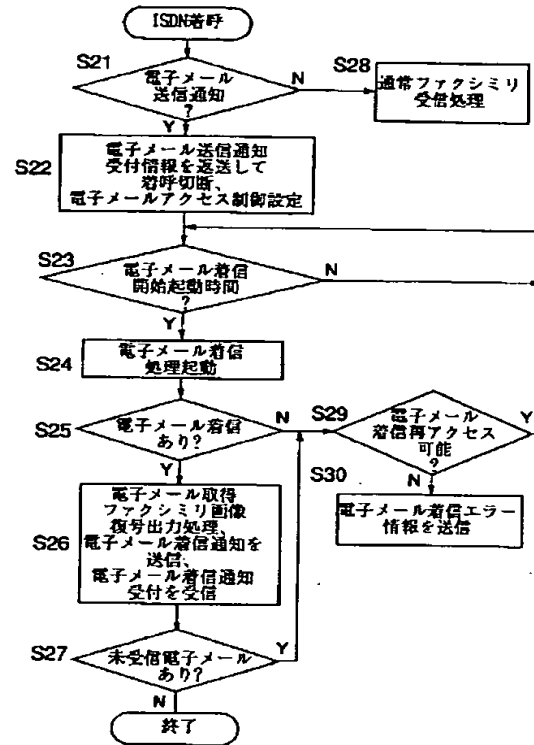 ISDN着呼
S21
電子メール
送信通知
?
N
Y
S28
通常ファクシミリ
受信処理
S22
電子メール送信通知
受付情報を返送して
着呼切断、
電子メールアクセス制御設定
S23
電子メール着信
開始起動時間
?
N
Y
S24
電子メール着信
処理起動
S25
電子メール着信
あり?
N
Y
S29
電子メール
着信再アクセス
可能
?
Y
N
S30
電子メール着信エラー
情報を送信
S26
電子メール取得
ファクシミリ画像
復号出力処理、
電子メール着信通知を
送信、
電子メール着信通知
受付を受信
S27
未受信電子メール
あり?
Y
N
終了